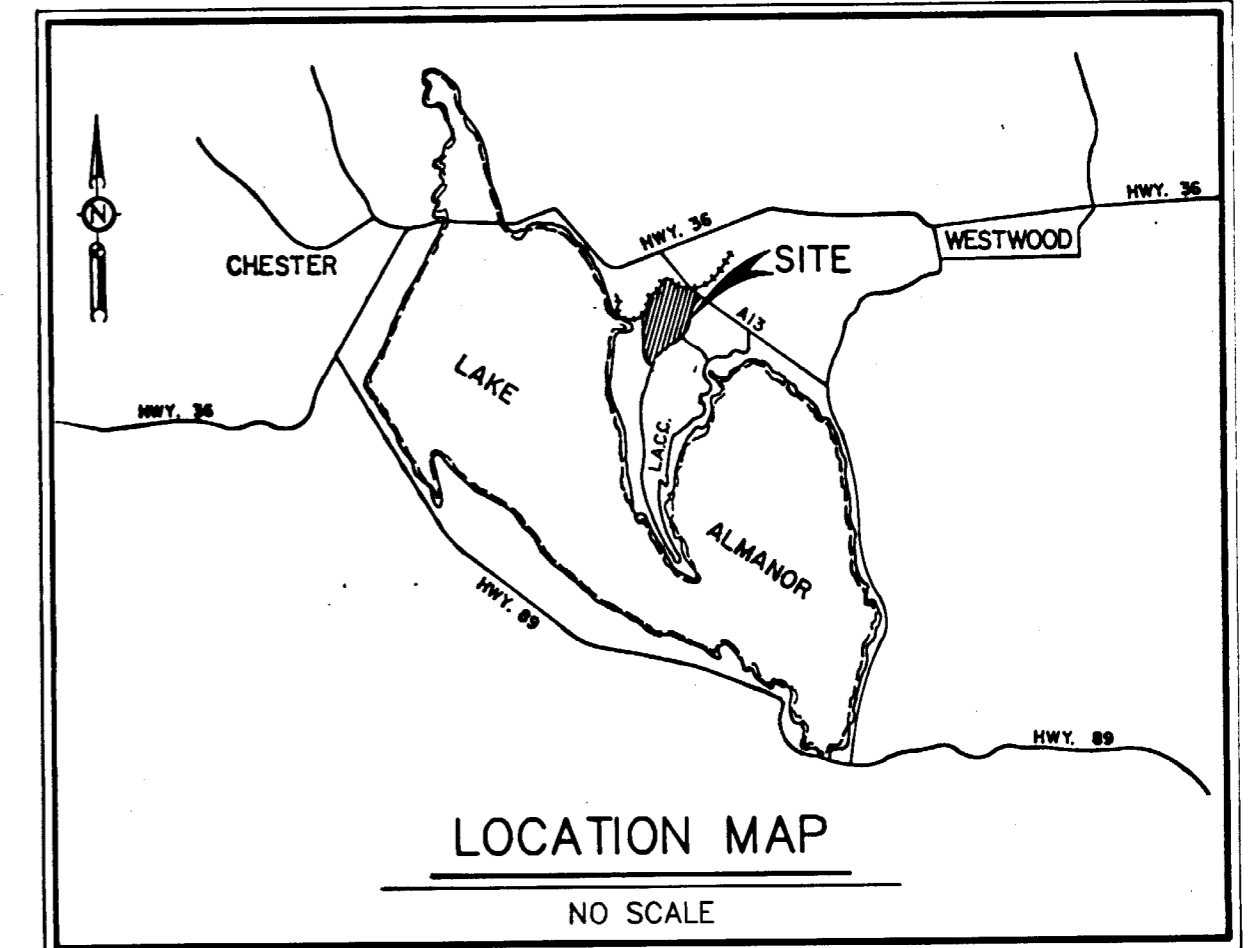 HWY. 36
N
HWY. 36
WESTWOOD
CHESTER
SITE
A13
LAKE
HWY. 36
L.A.C.C.
ALMANOR
HWY. 89
HWY. 89
LOCATION MAP
NO SCALE